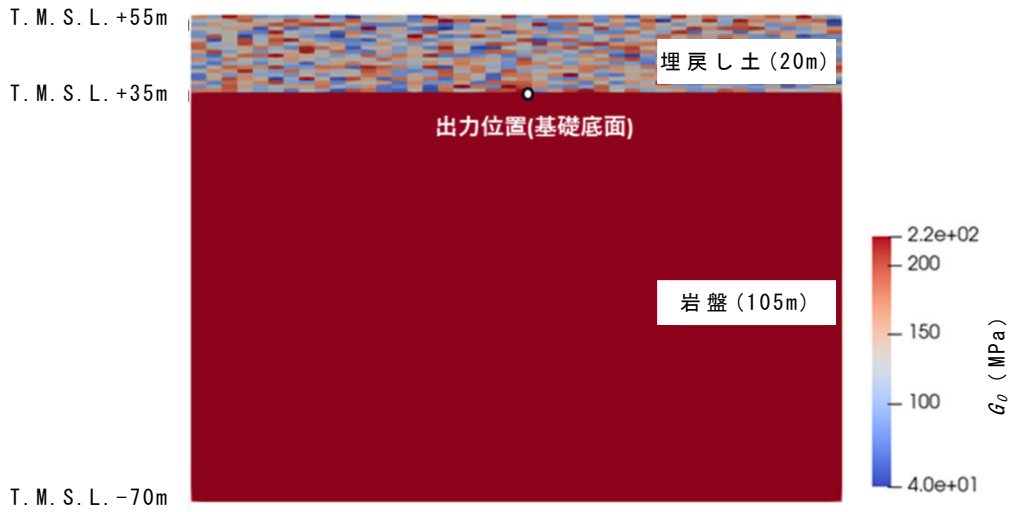 T.M.S.L.+55m
埋戻し土(20m)
T.M.S.L.+35m
出力位置(基礎底面)
2.2e+02
200
岩盤(105m)
150
G₀(MPa)
100
4.0e+01
T.M.S.L.-70m